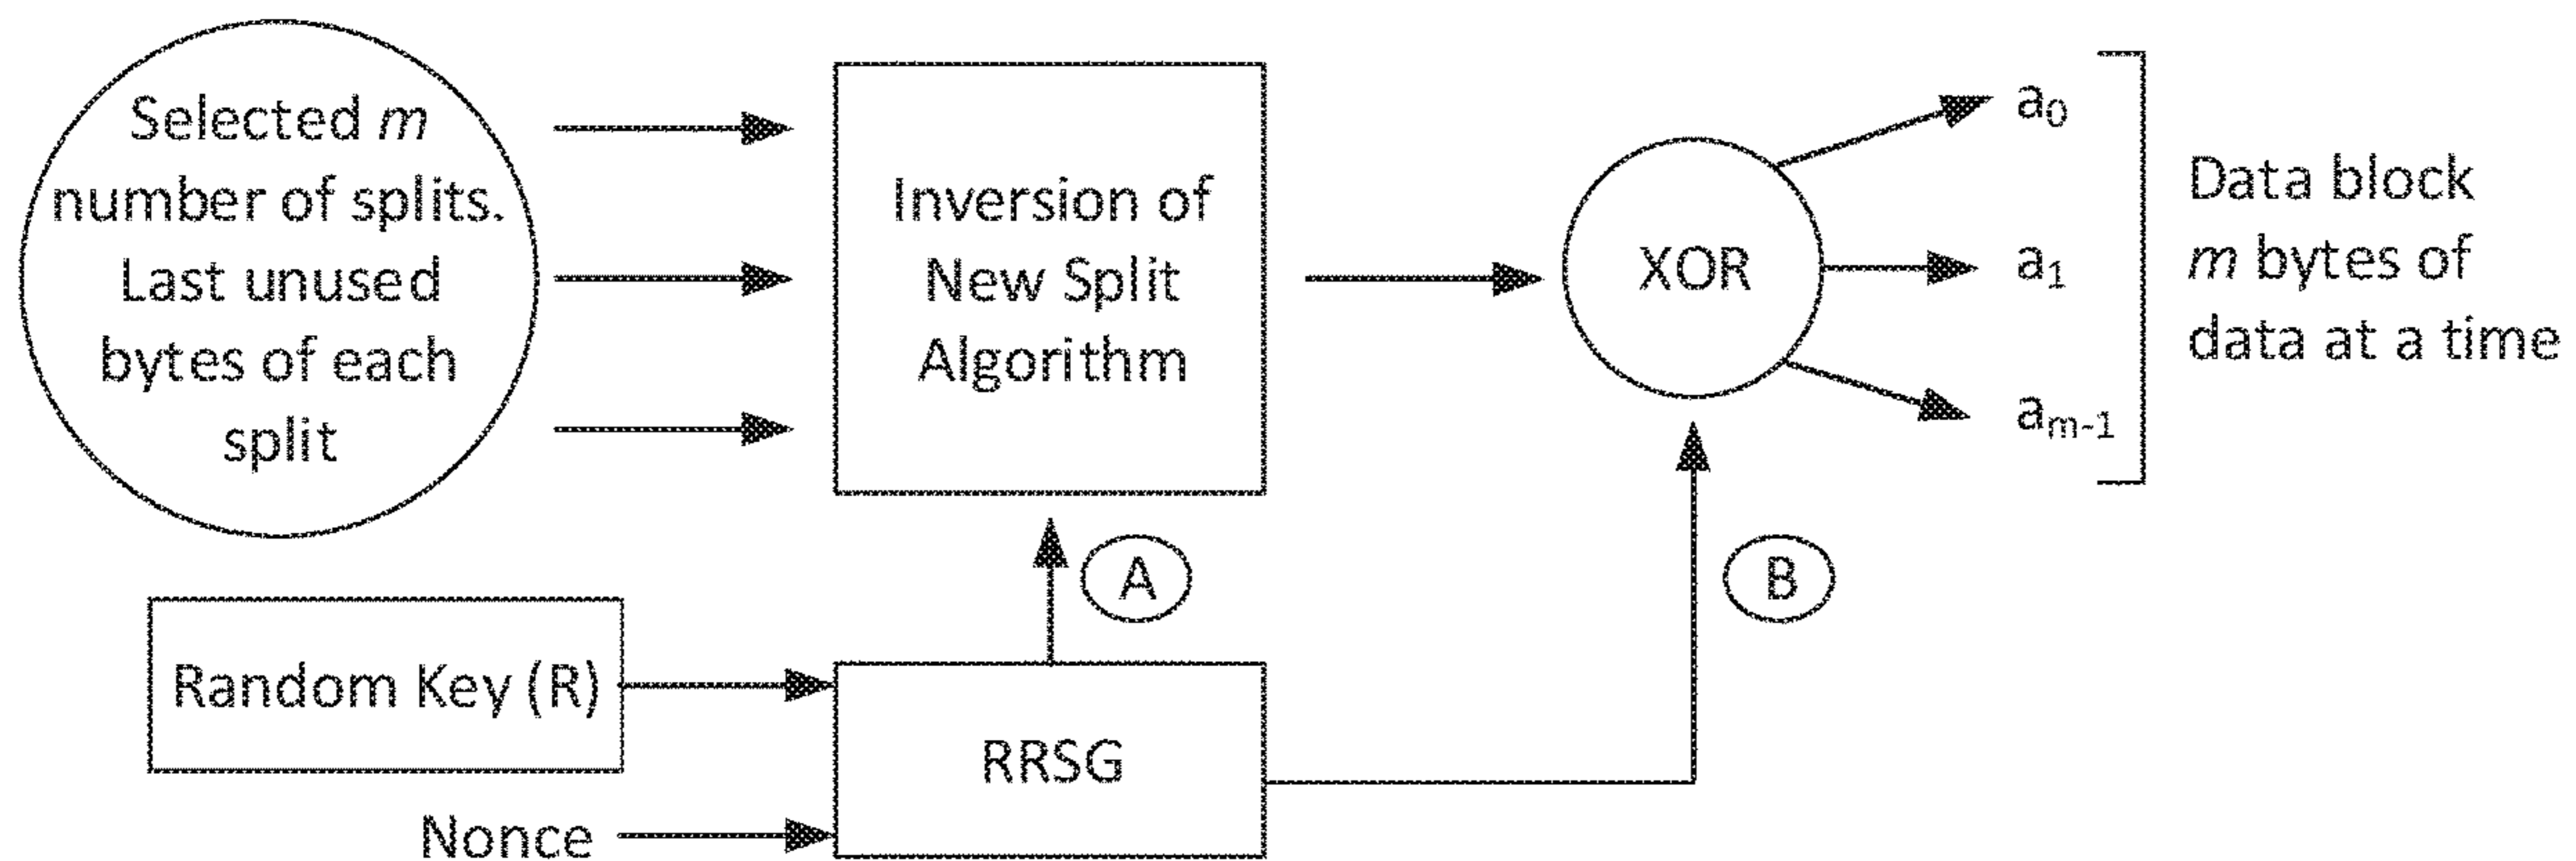 Selected m
number of splits.
Last unused
bytes of each
split
Inversion of
New Split
Algorithm
XOR
a0
a1
am-1
Data block
m bytes of
data at a time
A
B
Random Key (R)
RRSG
Nonce